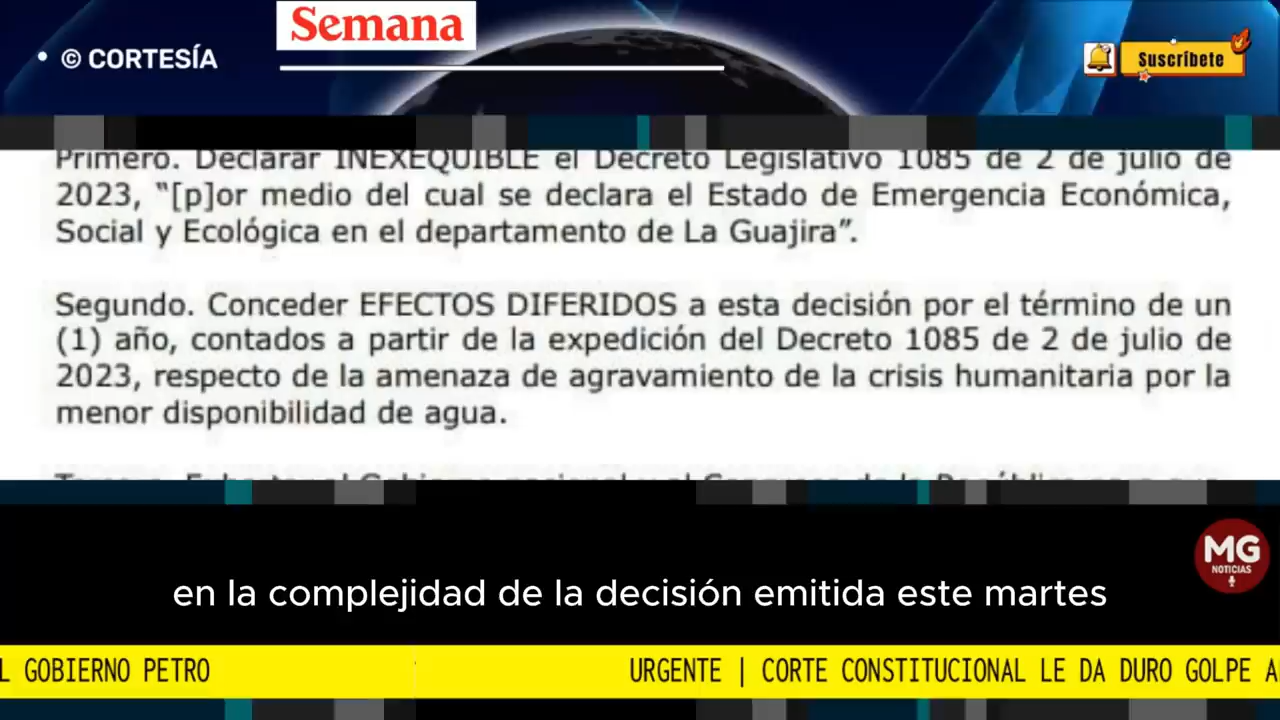 Semana
• © CORTESÍA
Suscríbete
Primero. Declarar INEXEQUIBLE el Decreto Legislativo 1085 de 2 de julio de
2023, “[p]or medio del cual se declara el Estado de Emergencia Económica,
Social y Ecológica en el departamento de La Guajira”.
Segundo. Conceder EFECTOS DIFERIDOS a esta decisión por el término de un
(1) año, contados a partir de la expedición del Decreto 1085 de 2 de julio de
2023, respecto de la amenaza de agravamiento de la crisis humanitaria por la
menor disponibilidad de agua.
MG
NOTICIAS
en la complejidad de la decisión emitida este martes
L GOBIERNO PETRO URGENTE | CORTE CONSTITUCIONAL LE DA DURO GOLPE A